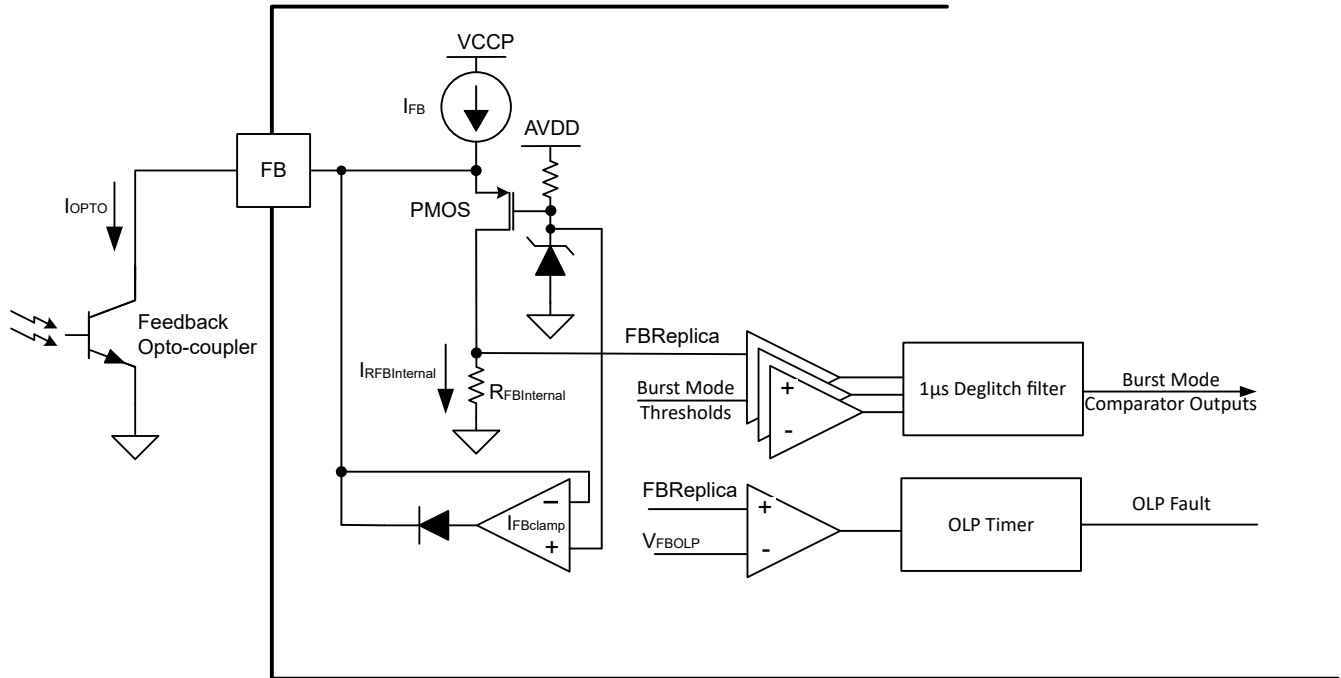 VCCP
IFB
AVDD
FB
IOPTO
PMOS
Feedback
Opto-coupler
FBReplica
IRFBInternal
RFBInternal
Burst Mode
Thresholds
+
-
1µs Deglitch filter
Burst Mode
Comparator Outputs
FBReplica
VFBOLP
+
-
OLP Timer
OLP Fault
IFBclamp
−
+